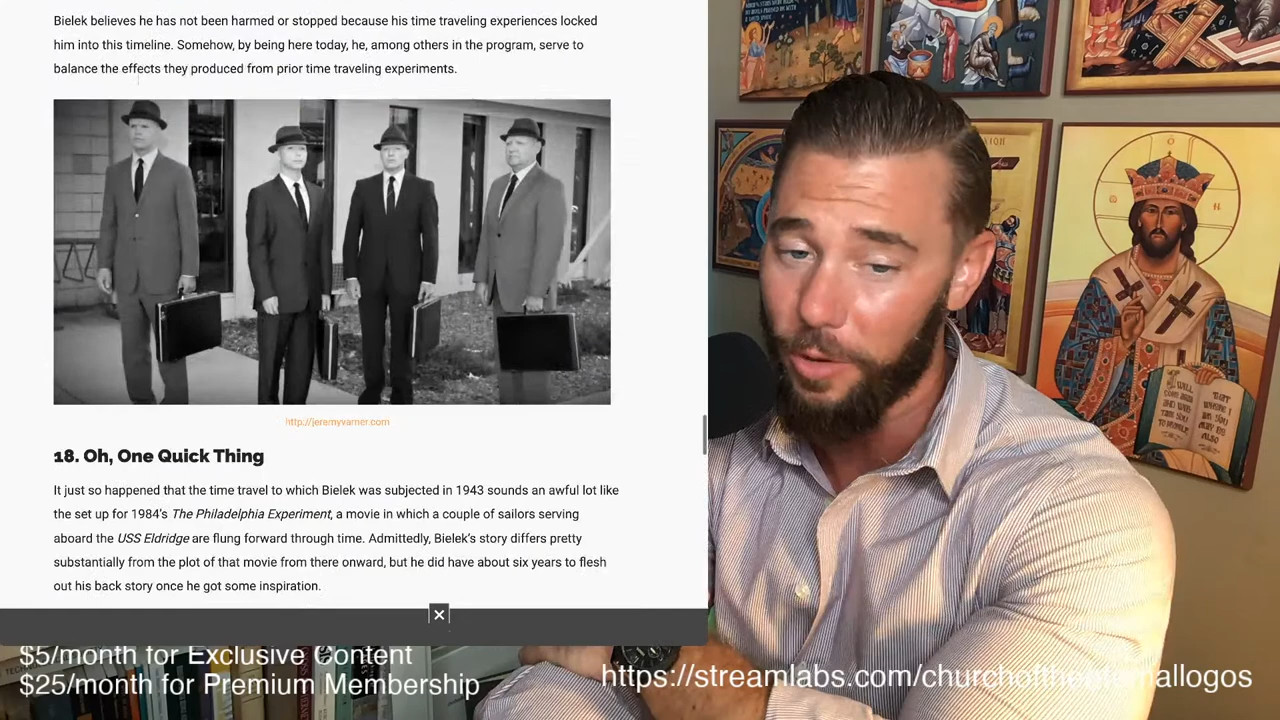 Bielek believes he has not been harmed or stopped because his time traveling experiences locked
him into this timeline. Somehow, by being here today, he, among others in the program, serve to
balance the effects they produced from prior time traveling experiments.
http://jeremyvarner.com
18. Oh, One Quick Thing
It just so happened that the time travel to which Bielek was subjected in 1943 sounds an awful lot like
the set up for 1984's The Philadelphia Experiment, a movie in which a couple of sailors serving
aboard the USS Eldridge are flung forward through time. Admittedly, Bielek's story differs pretty
substantially from the plot of that movie from there onward, but he did have about six years to flesh
out his back story once he got some inspiration.
$5/month for Exclusive Content
$25/month for Premium Membership
https://streamlabs.com/churchoftheeternallogos